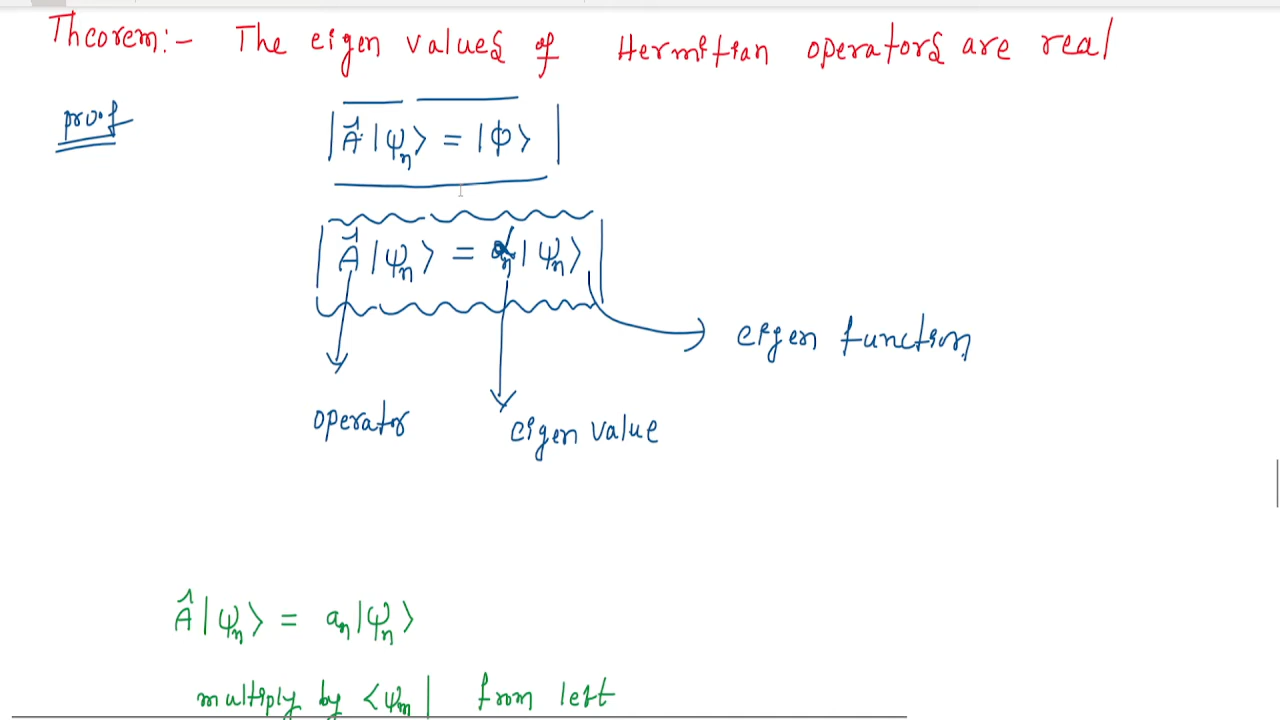 Theorem:- The eigen values of Hermitian operators are real
proof
|Â|ψn⟩ = |ϕ⟩|
|Â|ψn⟩ = αn|ψn⟩|
eigen function
operator
eigen value
Â|ψn⟩ = an|ψn⟩
multiply by <ψm| from left